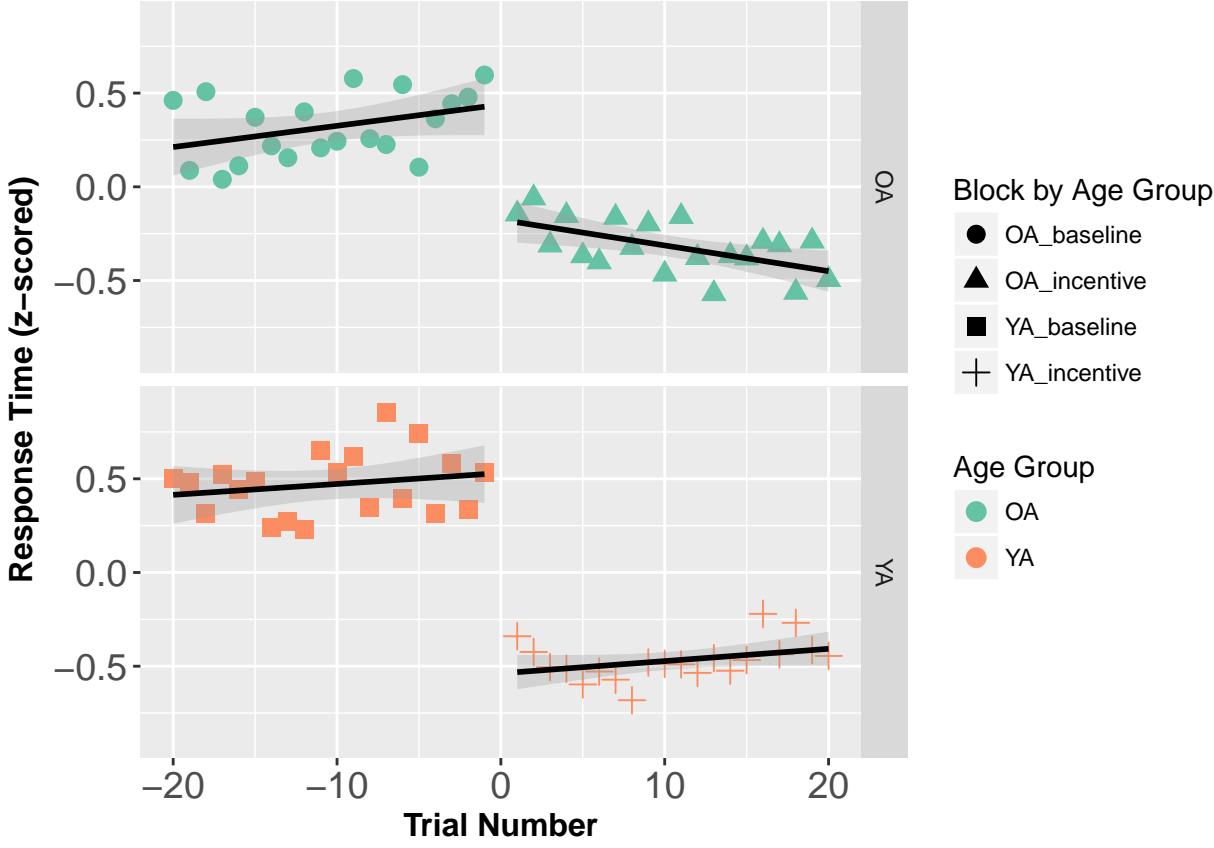 Response Time (z−scored)
0.5
0.0
−0.5
OA
0.5
0.0
−0.5
YA
−20
−10
0
10
20
Trial Number
Block by Age Group
OA_baseline
OA_incentive
YA_baseline
YA_incentive
Age Group
OA
YA